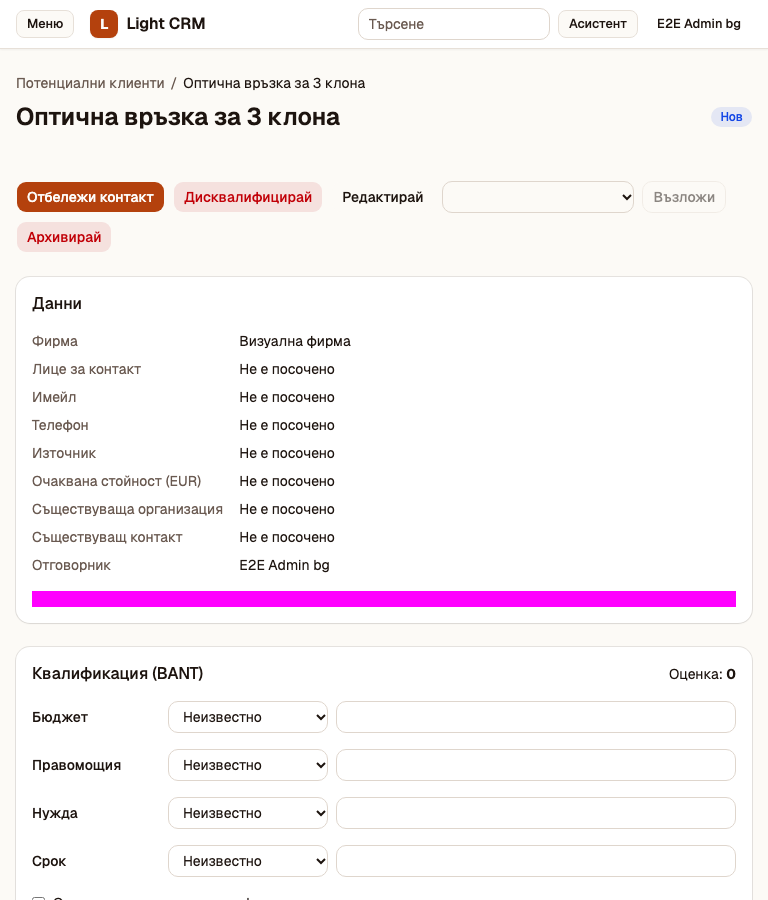 Меню
L
Light CRM
Търсене
Асистент
E2E Admin bg
Потенциални клиенти / Оптична връзка за 3 клона
Оптична връзка за 3 клона
Нов
Отбележи контакт
Дисквалифицирай
Редактирай
Възложи
Архивирай
Данни
Фирма Визуална фирма
Лице за контакт Не е посочено
Имейл Не е посочено
Телефон Не е посочено
Източник Не е посочено
Очаквана стойност (EUR) Не е посочено
Съществуваща организация Не е посочено
Съществуващ контакт Не е посочено
Отговорник E2E Admin bg
Квалификация (BANT)
Оценка: 0
Бюджет Неизвестно
Правомощия Неизвестно
Нужда Неизвестно
Срок Неизвестно